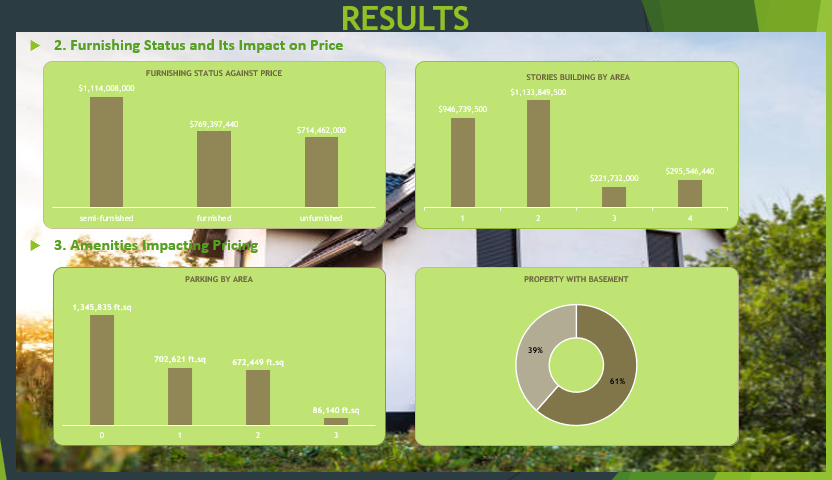 RESULTS
2. Furnishing Status and Its Impact on Price
FURNISHING STATUS AGAINST PRICE
$1,114,008,000
$769,397,440
$714,462,000
semi-furnished
furnished
unfurnished
STORIES BUILDING BY AREA
$946,739,500
$1,133,849,500
$221,732,000
$295,546,440
1
2
3
4
3. Amenities Impacting Pricing
PARKING BY AREA
1,345,835 ft.sq
702,621 ft.sq
672,449 ft.sq
86,140 ft.sq
0
1
2
3
PROPERTY WITH BASEMENT
39%
61%